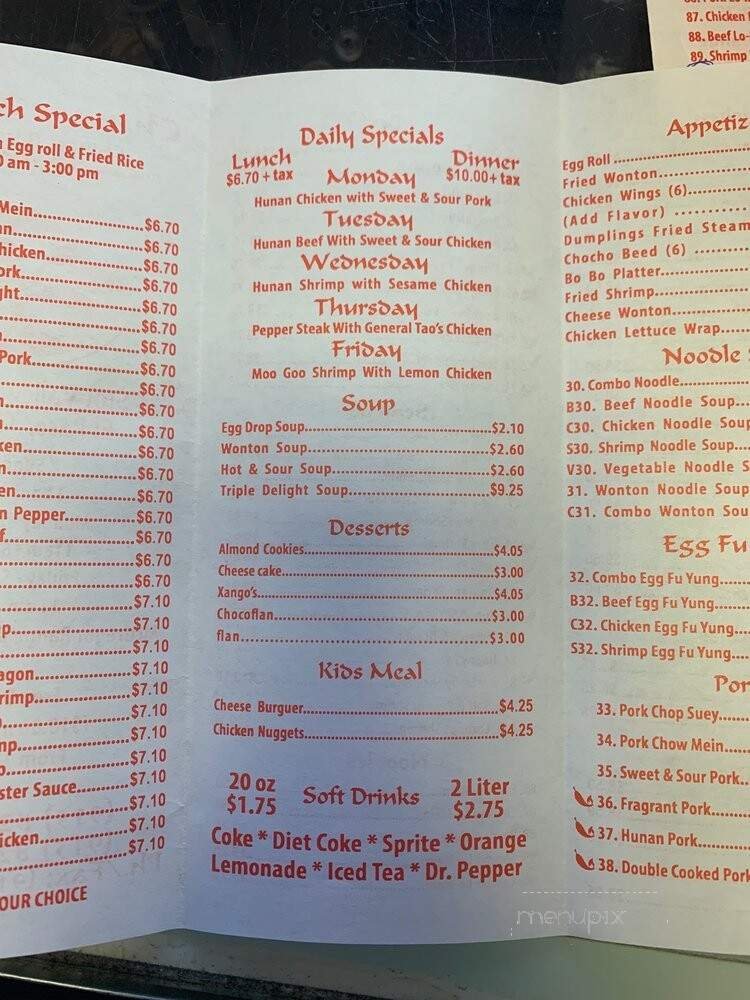 ch Special
Egg roll & Fried Rice
0 am - 3:00 pm
Mein.......................$6.70
an.......................$6.70
hicken.......................$6.70
ork.......................$6.70
ght.......................$6.70
.......................$6.70
.......................$6.70
Pork.......................$6.70
.......................$6.70
n.......................$6.70
.......................$6.70
ken.......................$6.70
n.......................$6.70
en.......................$6.70
n Pepper.......................$6.70
f.......................$6.70
.......................$6.70
.......................$6.70
.......................$7.10
p.......................$7.10
.......................$7.10
agon.......................$7.10
rimp.......................$7.10
.......................$7.10
mp.......................$7.10
.......................$7.10
ster Sauce.......................$7.10
.......................$7.10
icken.......................$7.10
.......................$7.10
OUR CHOICE
Daily Specials
Lunch Dinner
$6.70 + tax Monday $10.00+ tax
Hunan Chicken with Sweet & Sour Pork
Tuesday
Hunan Beef With Sweet & Sour Chicken
Wednesday
Hunan Shrimp with Sesame Chicken
Thursday
Pepper Steak With General Tao's Chicken
Friday
Moo Goo Shrimp With Lemon Chicken
Soup
Egg Drop Soup.......................$2.10
Wonton Soup.......................$2.60
Hot & Sour Soup.......................$2.60
Triple Delight Soup.......................$9.25
Desserts
Almond Cookies.......................$4.05
Cheese cake.......................$3.00
Xango's.......................$4.05
Chocoflan.......................$3.00
flan.......................$3.00
Kids Meal
Cheese Burguer.......................$4.25
Chicken Nuggets.......................$4.25
20 oz Soft Drinks 2 Liter
$1.75 $2.75
Coke * Diet Coke * Sprite * Orange
Lemonade * Iced Tea * Dr. Pepper
87. Chicken
88. Beef Lo-
89. Shrimp
Appetiz
Egg Roll .......................
Fried Wonton.......................
Chicken Wings (6).......................
(Add Flavor) .......................
Dumplings Fried Steam
Chocho Beed (6) .......................
Bo Bo Platter.......................
Fried Shrimp.......................
Cheese Wonton.......................
Chicken Lettuce Wrap.......................
Noodle
30. Combo Noodle.......................
B30. Beef Noodle Soup...
C30. Chicken Noodle Soup
S30. Shrimp Noodle Soup...
V30. Vegetable Noodle S
31. Wonton Noodle Soup
C31. Combo Wonton Sou
Egg Fu
32. Combo Egg Fu Yung.......................
B32. Beef Egg Fu Yung.......................
C32. Chicken Egg Fu Yung...
S32. Shrimp Egg Fu Yung...
Por
33. Pork Chop Suey.......................
34. Pork Chow Mein.......................
35. Sweet & Sour Pork...
36. Fragrant Pork.......................
37. Hunan Pork.......................
38. Double Cooked Pork
menupix